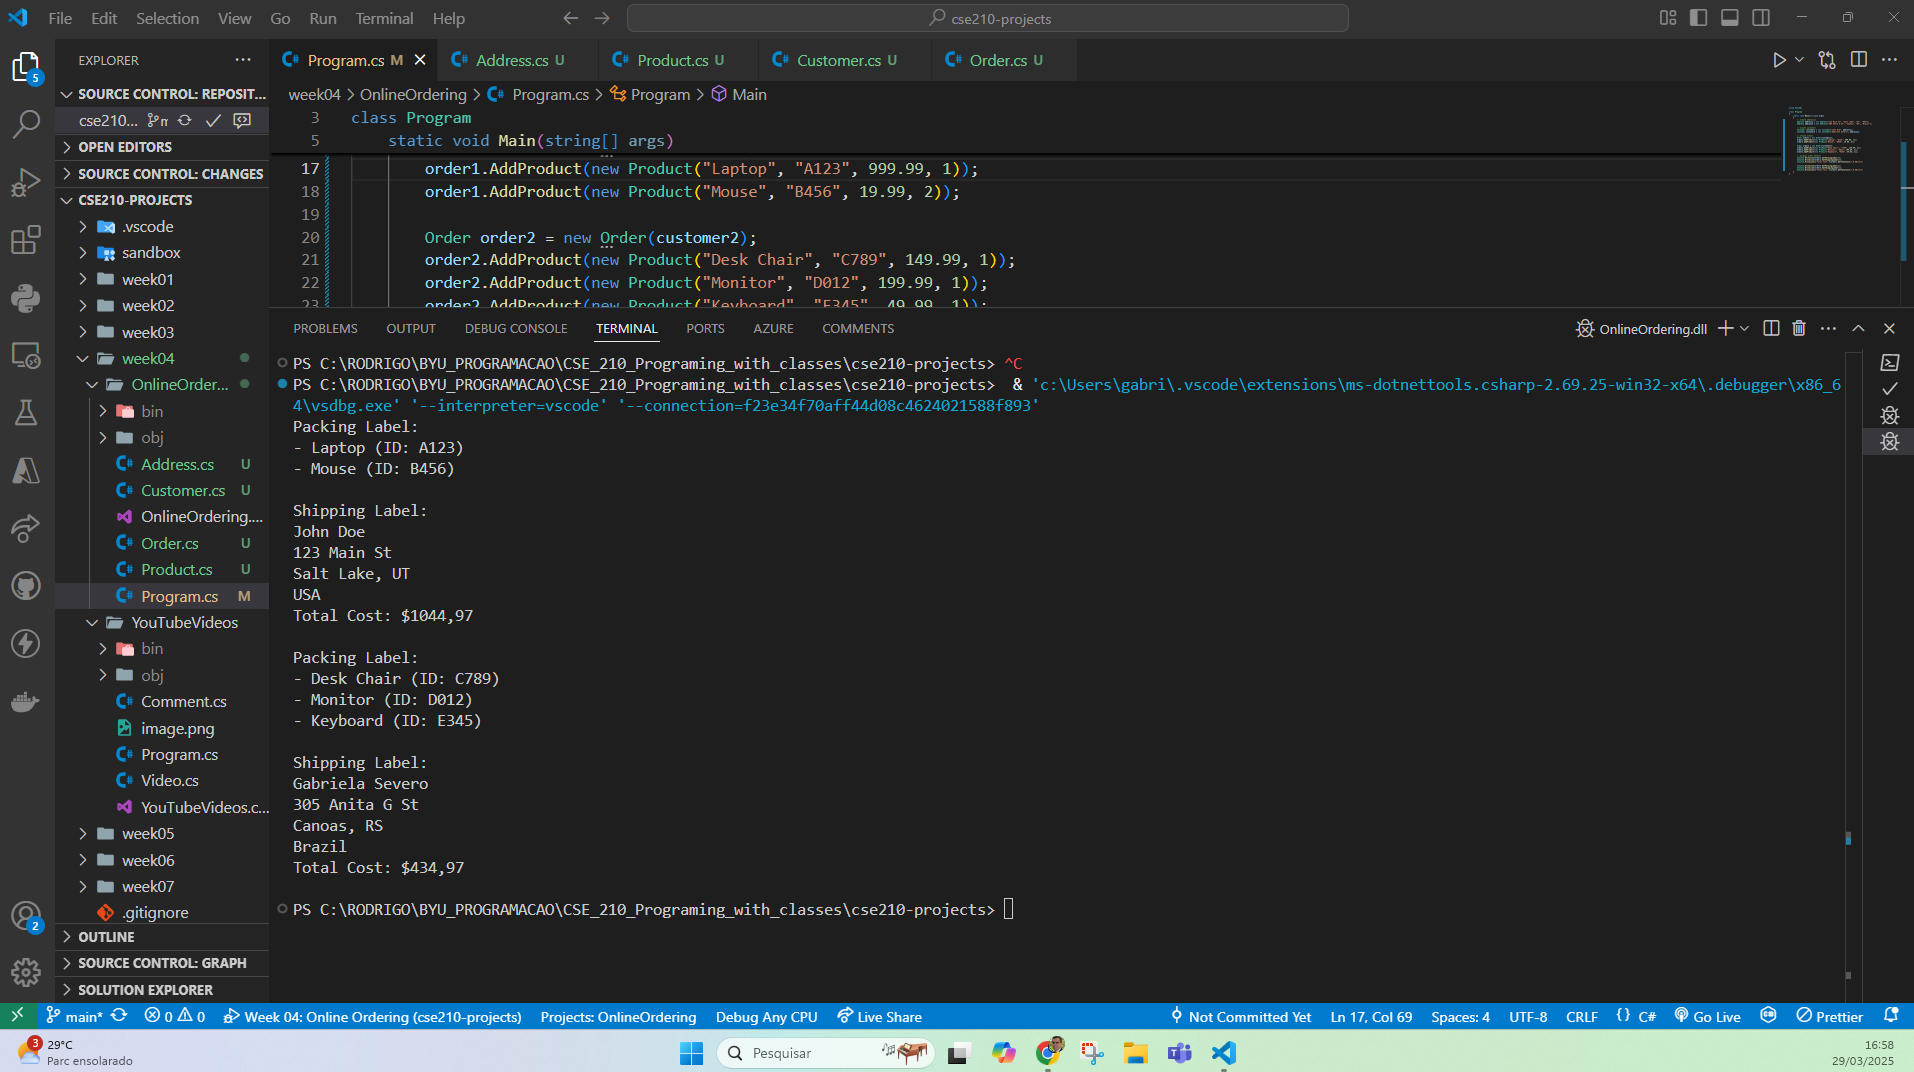 File Edit Selection View Go Run Terminal Help
cse210-projects
EXPLORER
SOURCE CONTROL: REPOSIT...
cse210...
OPEN EDITORS
SOURCE CONTROL: CHANGES
CSE210-PROJECTS
.vscode
sandbox
week01
week02
week03
week04
OnlineOrder...
bin
obj
Address.cs U
Customer.cs U
OnlineOrdering....
Order.cs U
Product.cs U
Program.cs M
YouTubeVideos
bin
obj
Comment.cs
image.png
Program.cs
Video.cs
YouTubeVideos.c...
week05
week06
week07
.gitignore
OUTLINE
SOURCE CONTROL: GRAPH
SOLUTION EXPLORER
5
2
Program.cs M Address.cs U Product.cs U Customer.cs U Order.cs U
week04 > OnlineOrdering > Program.cs > Program > Main
3 class Program
5 static void Main(string[] args)
17 order1.AddProduct(new Product("Laptop", "A123", 999.99, 1));
18 order1.AddProduct(new Product("Mouse", "B456", 19.99, 2));
19
20 Order order2 = new Order(customer2);
21 order2.AddProduct(new Product("Desk Chair", "C789", 149.99, 1));
22 order2.AddProduct(new Product("Monitor", "D012", 199.99, 1));
23 order2.AddProduct(new Product("Keyboard", "E345", 49.99, 1));
PROBLEMS OUTPUT DEBUG CONSOLE TERMINAL PORTS AZURE COMMENTS
OnlineOrdering.dll
PS C:\RODRIGO\BYU_PROGRAMACAO\CSE_210_Programing_with_classes\cse210-projects> ^C
PS C:\RODRIGO\BYU_PROGRAMACAO\CSE_210_Programing_with_classes\cse210-projects> & 'c:\Users\gabri\.vscode\extensions\ms-dotnettools.csharp-2.69.25-win32-x64\.debugger\x86_6
4\vsdbg.exe' '--interpreter=vscode' '--connection=f23e34f70aff44d08c4624021588f893'
Packing Label:
- Laptop (ID: A123)
- Mouse (ID: B456)
Shipping Label:
John Doe
123 Main St
Salt Lake, UT
USA
Total Cost: $1044,97
Packing Label:
- Desk Chair (ID: C789)
- Monitor (ID: D012)
- Keyboard (ID: E345)
Shipping Label:
Gabriela Severo
305 Anita G St
Canoas, RS
Brazil
Total Cost: $434,97
PS C:\RODRIGO\BYU_PROGRAMACAO\CSE_210_Programing_with_classes\cse210-projects>
main* 0 0 Week 04: Online Ordering (cse210-projects) Projects: OnlineOrdering Debug Any CPU Live Share Not Committed Yet Ln 17, Col 69 Spaces: 4 UTF-8 CRLF {} C# Go Live Prettier
3
29°C
Parc ensolarado
Pesquisar
16:58
29/03/2025